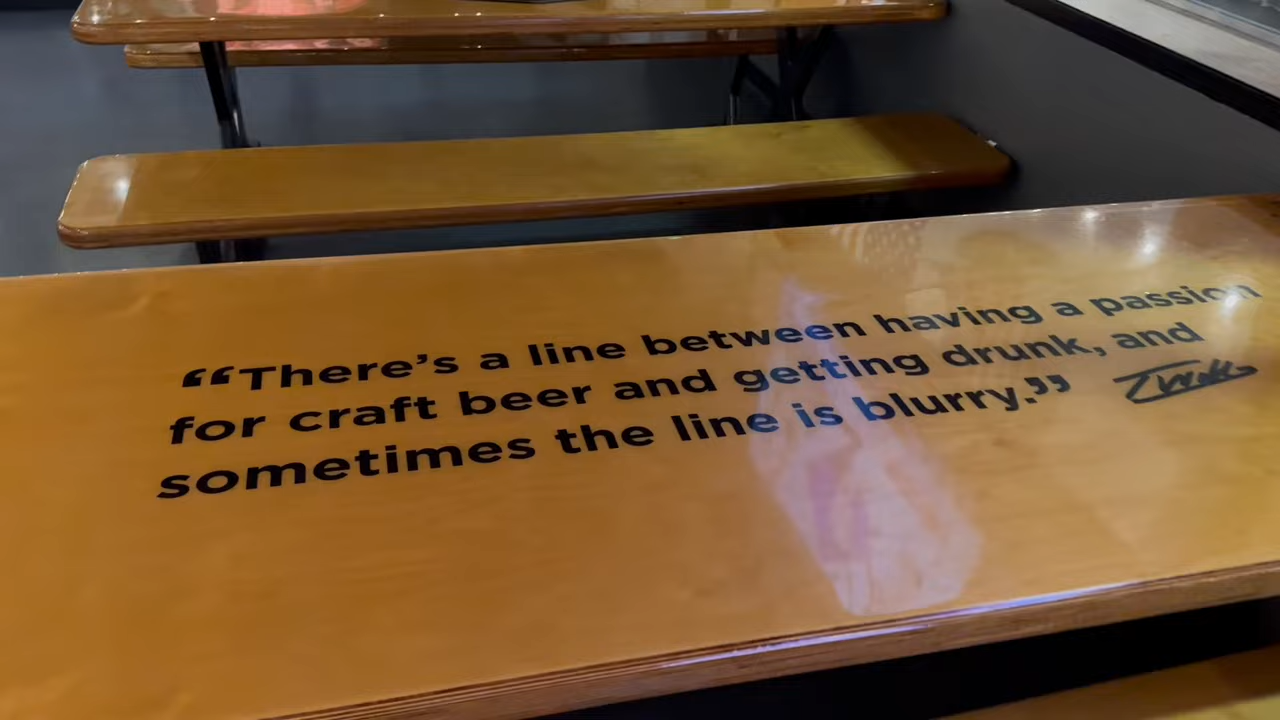 “There’s a line between having a passion
for craft beer and getting drunk, and
sometimes the line is blurry.”